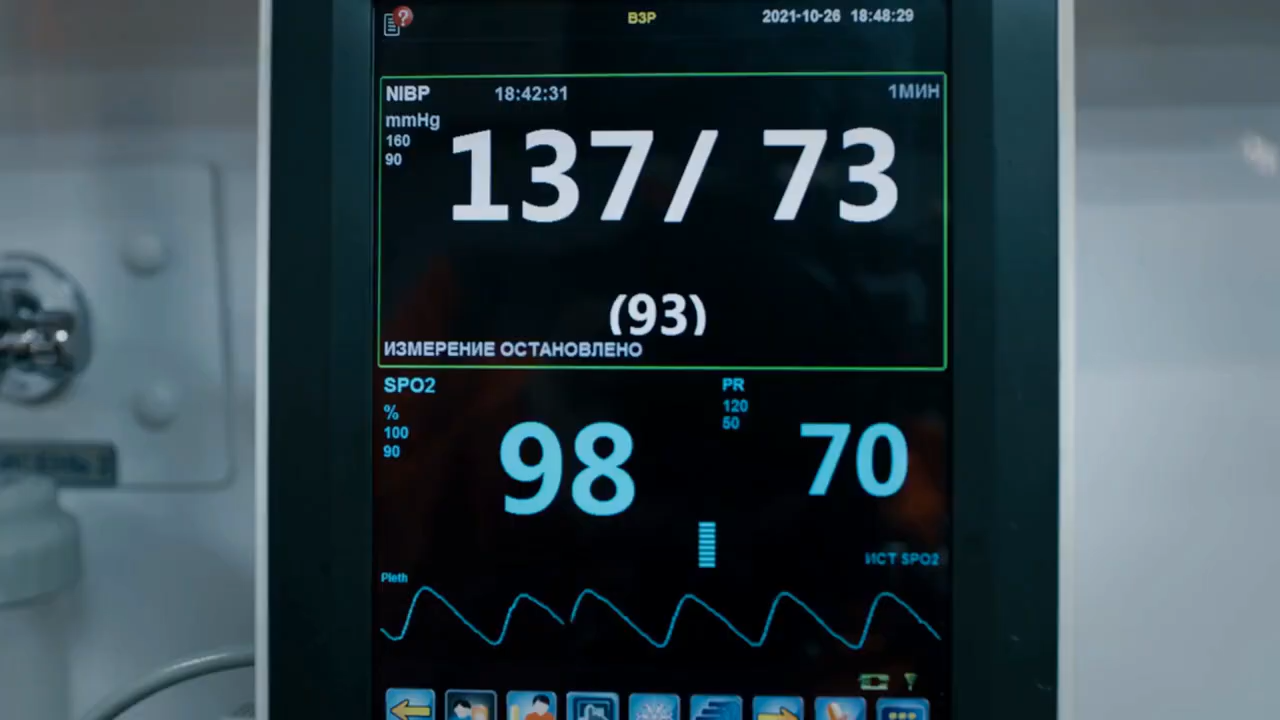 ВЗР 2021-10-26 18:48:29
NIBP 18:42:31 1МИН
mmHg
160
90
137/ 73
(93)
ИЗМЕРЕНИЕ ОСТАНОВЛЕНО
SPO2 PR
% 120
100 50
90
98 70
ИСТ SPO2
Pleth